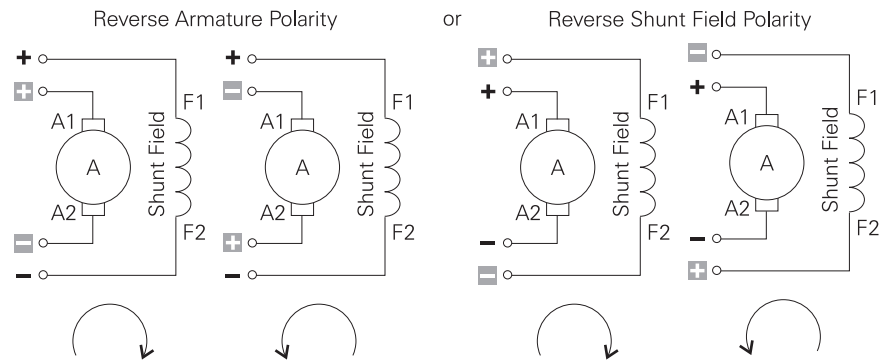 Reverse Armature Polarity or Reverse Shunt Field Polarity
+ + + −
+ − + +
A1 F1 A1 F1 A1 F1 A1 F1
A Shunt Field A Shunt Field A Shunt Field A Shunt Field
A2 F2 A2 F2 A2 F2 A2 F2
− + − −
− − − +